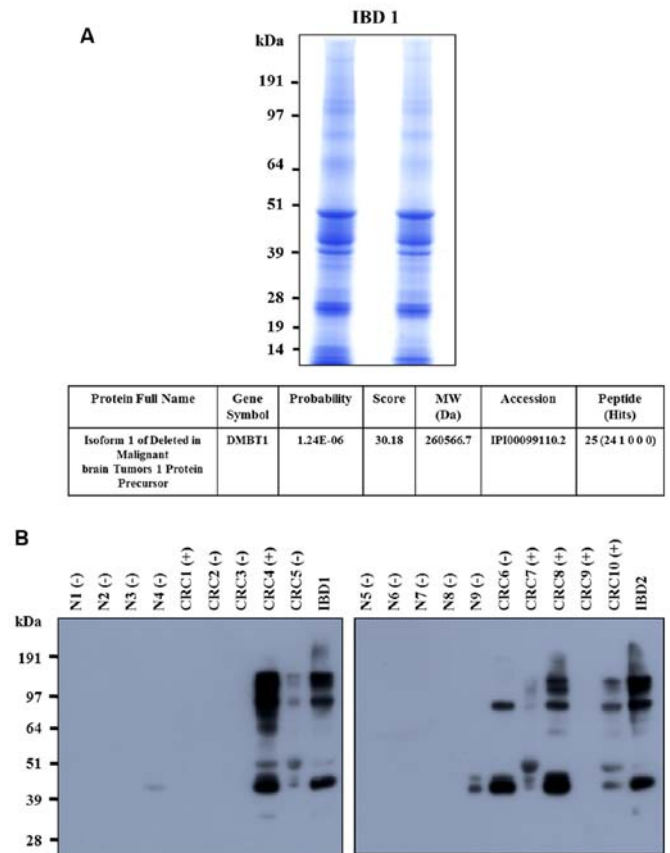 A
IBD 1
kDa
191
97
64
51
39
28
19
14
Protein Full Name Gene Symbol Probability Score MW (Da) Accession Peptide (Hits)
Isoform 1 of Deleted in Malignant brain Tumors 1 Protein Precursor DMBT1 1.24E-06 30.18 260566.7 IPI00099110.2 25 (24 1 0 0 0)
B
N1 (-) N2 (-) N3 (-) N4 (-) CRC1 (+) CRC2 (-) CRC3 (-) CRC4 (+) CRC5 (-) IBD1
N5 (-) N6 (-) N7 (-) N8 (-) N9 (-) CRC6 (-) CRC7 (+) CRC8 (+) CRC9 (+) CRC10 (+) IBD2
kDa
191
97
64
51
39
28